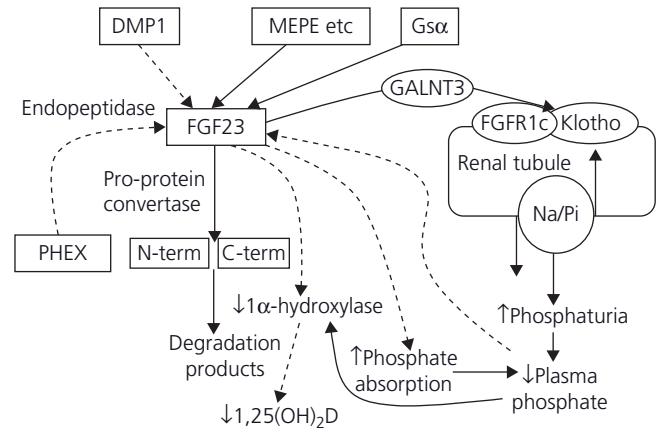 DMP1
MEPE etc
Gsα
GALNT3
Endopeptidase
FGF23
FGFR1c
Klotho
Renal tubule
Pro-protein
convertase
Na/Pi
PHEX
N-term
C-term
↓1α-hydroxylase
↑Phosphaturia
Degradation
products
↑Phosphate
absorption
↓Plasma
phosphate
↓1,25(OH)₂D